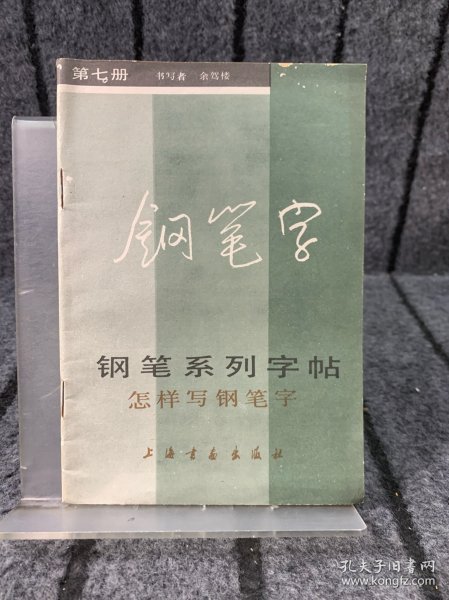 第七册 书写者 余驾楼
钢笔字
钢笔系列字帖
怎样写钢笔字
上海书画出版社
孔夫子旧书网
www.kongfz.com